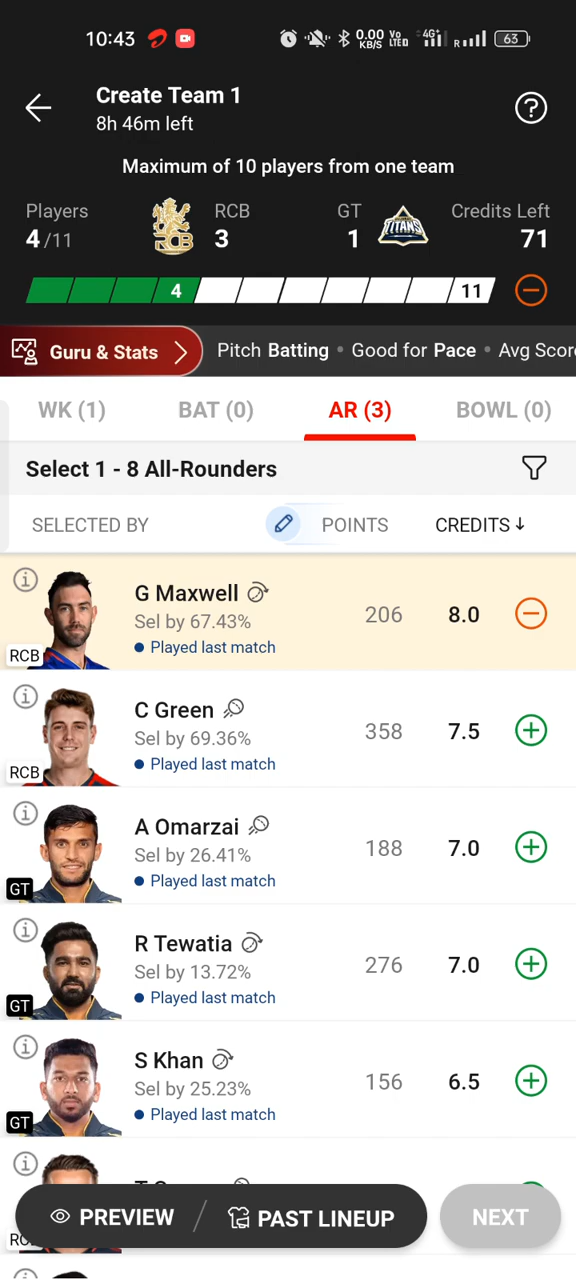 10:43 0.00 KB/S Vo LTED 4G+ R 63
Create Team 1
8h 46m left
Maximum of 10 players from one team
Players RCB GT Credits Left
4/11 RCB 3 1 TITANS 71
4 11
Guru & Stats Pitch Batting • Good for Pace • Avg Score
WK (1) BAT (0) AR (3) BOWL (0)
Select 1 - 8 All-Rounders
SELECTED BY POINTS CREDITS ↓
G Maxwell
Sel by 67.43% 206 8.0
Played last match
RCB
C Green
Sel by 69.36% 358 7.5
Played last match
RCB
A Omarzai
Sel by 26.41% 188 7.0
Played last match
GT
R Tewatia
Sel by 13.72% 276 7.0
Played last match
GT
S Khan
Sel by 25.23% 156 6.5
Played last match
GT
PREVIEW / PAST LINEUP NEXT